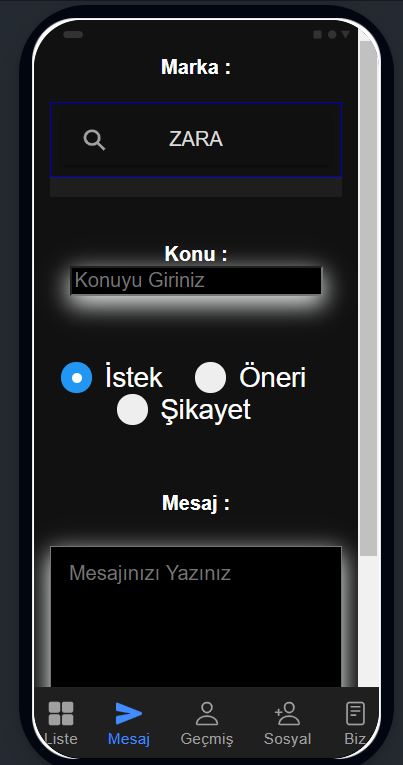 Marka :
ZARA
Konu :
Konuyu Giriniz
İstek Öneri
Şikayet
Mesaj :
Mesajınızı Yazınız
Liste Mesaj Geçmiş Sosyal Biz